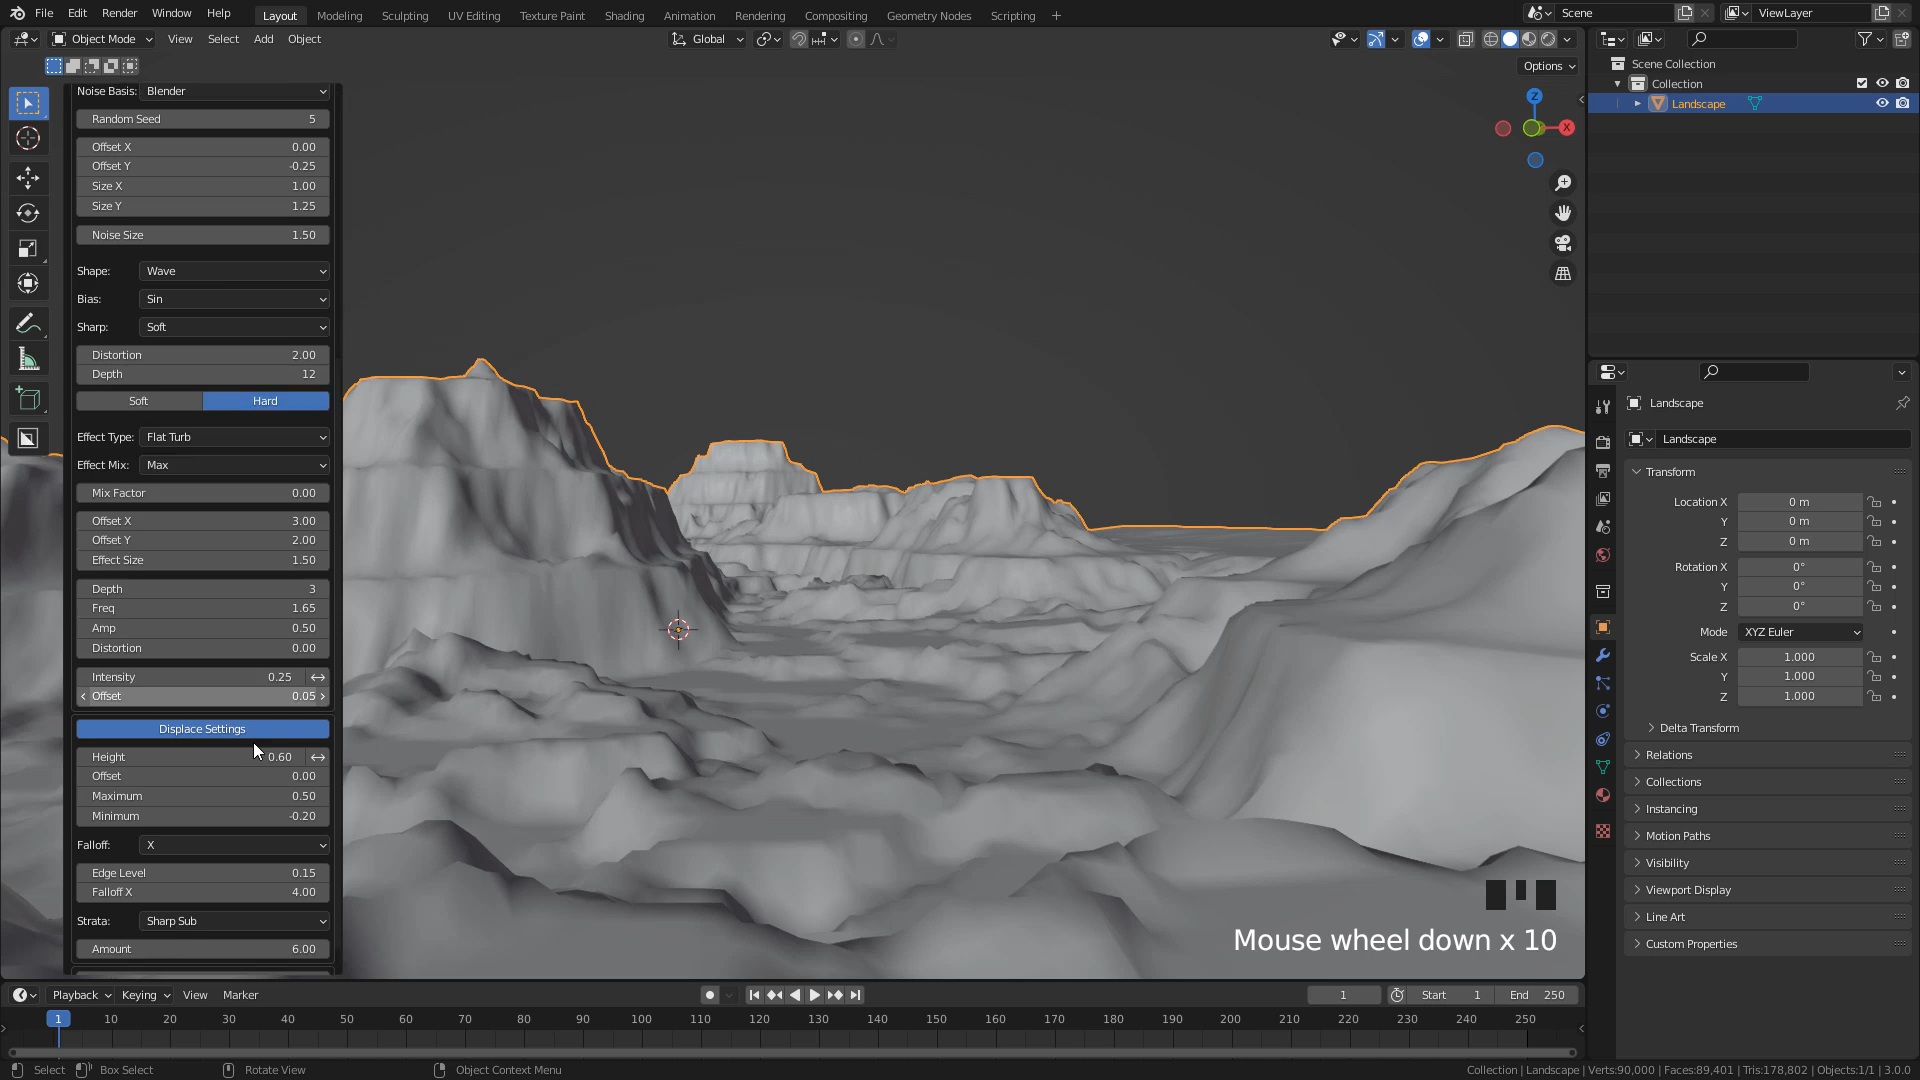 File Edit Render Window Help Layout Modeling Sculpting UV Editing Texture Paint Shading Animation Rendering Compositing Geometry Nodes Scripting + Scene ViewLayer
Object Mode View Select Add Object Global
Options
Noise Basis: Blender
Random Seed 5
Offset X 0.00
Offset Y -0.25
Size X 1.00
Size Y 1.25
Noise Size 1.50
Shape: Wave
Bias: Sin
Sharp: Soft
Distortion 2.00
Depth 12
Soft Hard
Effect Type: Flat Turb
Effect Mix: Max
Mix Factor 0.00
Offset X 3.00
Offset Y 2.00
Effect Size 1.50
Depth 3
Freq 1.65
Amp 0.50
Distortion 0.00
Intensity 0.25
Offset 0.05
Displace Settings
Height 0.60
Offset 0.00
Maximum 0.50
Minimum -0.20
Falloff: X
Edge Level 0.15
Falloff X 4.00
Strata: Sharp Sub
Amount 6.00
Z
X
Mouse wheel down x 10
Scene Collection
Collection
Landscape
Landscape
Landscape
Transform
Location X 0 m
Y 0 m
Z 0 m
Rotation X 0°
Y 0°
Z 0°
Mode XYZ Euler
Scale X 1.000
Y 1.000
Z 1.000
Delta Transform
Relations
Collections
Instancing
Motion Paths
Visibility
Viewport Display
Line Art
Custom Properties
Playback Keying View Marker 1 Start 1 End 250
1 10 20 30 40 50 60 70 80 90 100 110 120 130 140 150 160 170 180 190 200 210 220 230 240 250
Select Box Select Rotate View Object Context Menu Collection | Landscape | Verts:90,000 | Faces:89,401 | Tris:178,802 | Objects:1/1 | 3.0.0